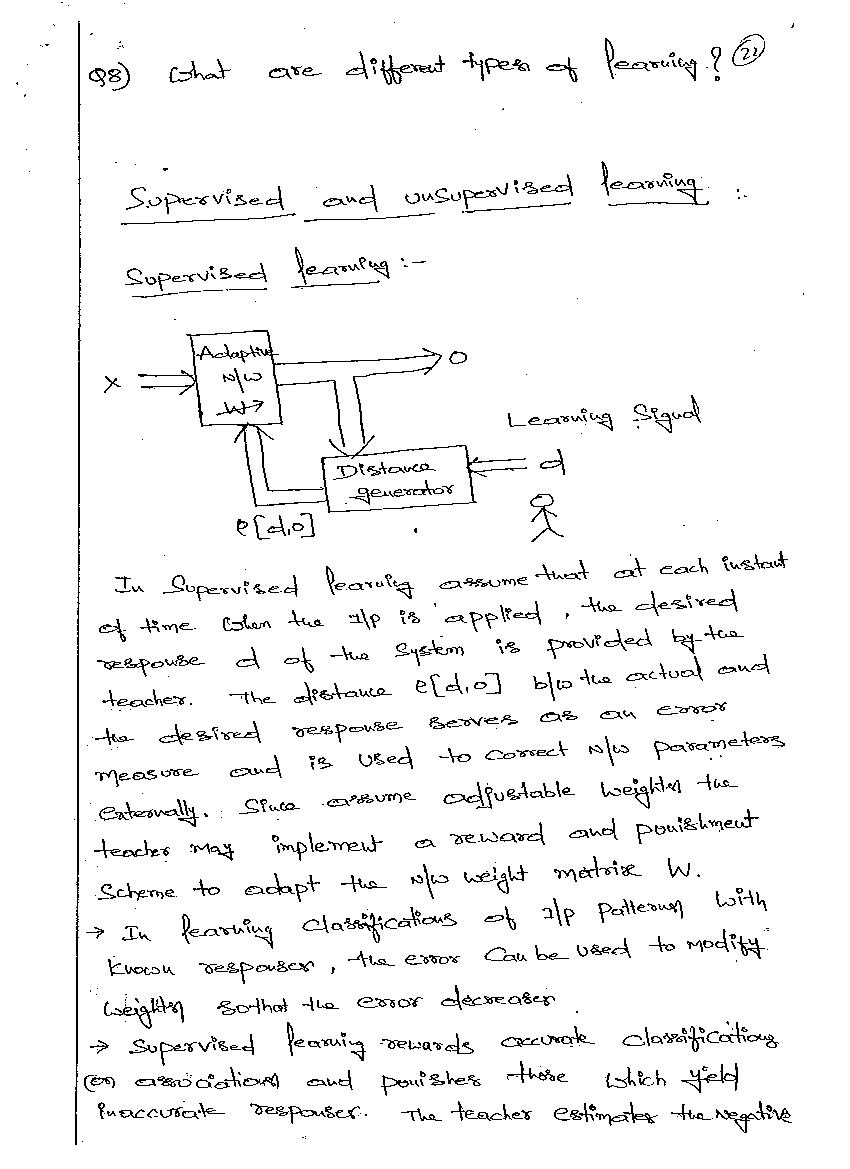 Q8) What are different types of learning? (22)
Supervised and unsupervised learning :
Supervised learning :-
Adaptive
X N/W O
W
Learning Signal
Distance d
generator
e[d,o]
In Supervised learning assume that at each instant
of time when the I/p is applied, the desired
response d of the System is provided by the
teacher. The distance e[d,o] b/w the actual and
the desired response serves as an error
measure and is used to correct N/w parameters
externally. Since assume adjustable weights the
teacher may implement a reward and punishment
Scheme to adapt the N/w weight matrix W.
→ In learning classifications of I/p Patterns with
known responses, the error Can be used to modify
weights so that the error decreases
→ Supervised learning rewards accurate classifications
(or) associations and punishes those which yield
inaccurate responses. The teacher estimates the negative